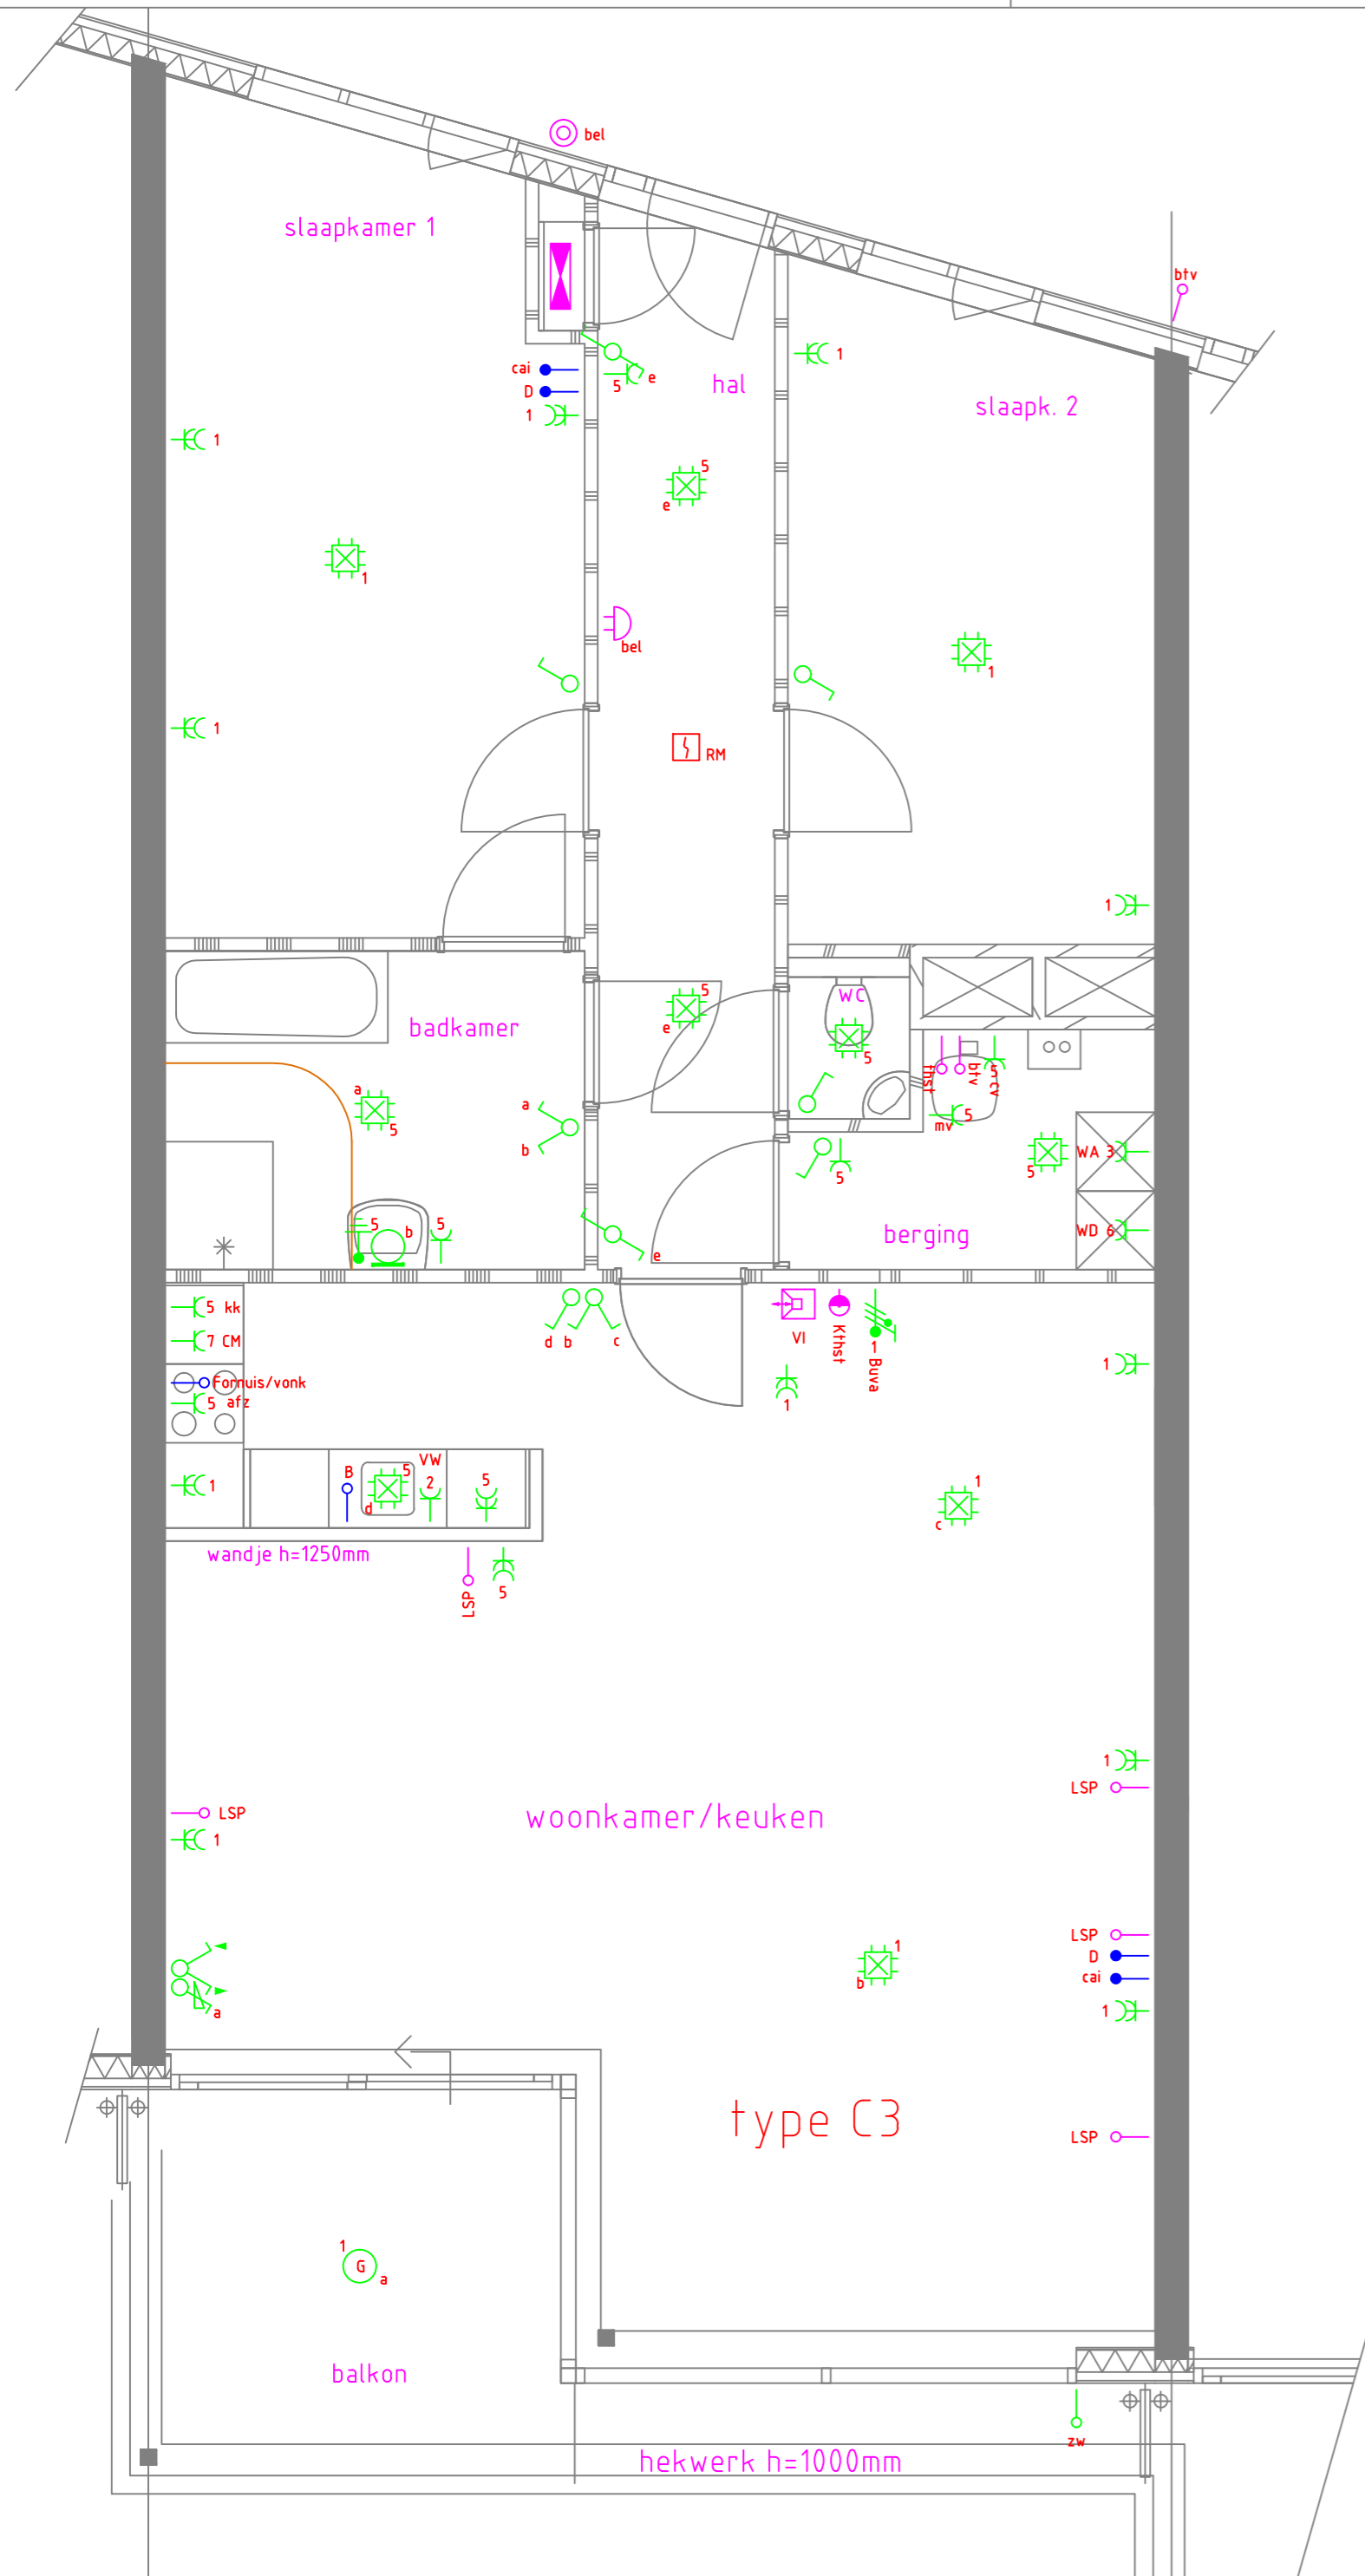 bel
slaapkamer 1
btv
1
cai
e
hal
5
D
slaapk. 2
1
1
5
e
1
bel
1
1
RM
1
5
WC
e
badkamer
5
thst
btv
5 cv
a
5
a
mv
5
b
5
WA 3
5
5
5
b
berging
WD 6
e
5 kk
7 CM
d
b
c
VI
Kthst
1 Buva
1
Fornuis/vonk
5
afz
1
VW
B
5
2
5
1
1
d
c
wandje h=1250mm
LSP
5
1
LSP
LSP
woonkamer/keuken
1
LSP
1
D
cai
b
1
a
type C3
LSP
1
G
a
balkon
zw
hekwerk h=1000mm